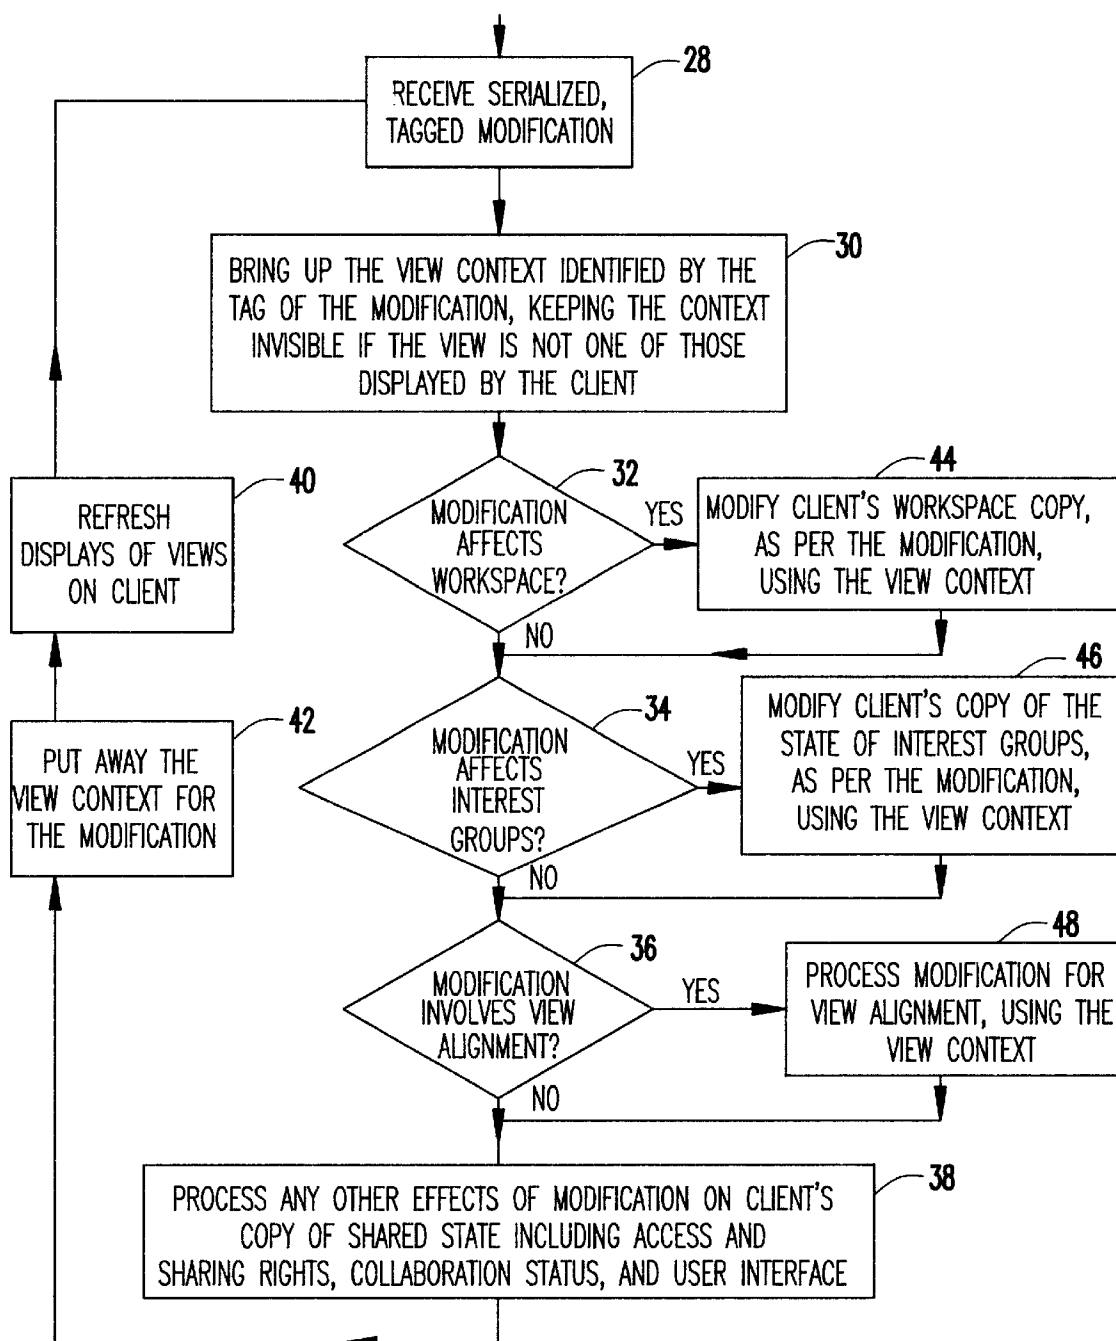 28
RECEIVE SERIALIZED,
TAGGED MODIFICATION
30
BRING UP THE VIEW CONTEXT IDENTIFIED BY THE
TAG OF THE MODIFICATION, KEEPING THE CONTEXT
INVISIBLE IF THE VIEW IS NOT ONE OF THOSE
DISPLAYED BY THE CLIENT
32
MODIFICATION
AFFECTS
WORKSPACE?
YES
NO
44
MODIFY CLIENT'S WORKSPACE COPY,
AS PER THE MODIFICATION,
USING THE VIEW CONTEXT
40
REFRESH
DISPLAYS OF VIEWS
ON CLIENT
34
MODIFICATION
AFFECTS
INTEREST
GROUPS?
YES
NO
46
MODIFY CLIENT'S COPY OF THE
STATE OF INTEREST GROUPS,
AS PER THE MODIFICATION,
USING THE VIEW CONTEXT
42
PUT AWAY THE
VIEW CONTEXT FOR
THE MODIFICATION
36
MODIFICATION
INVOLVES VIEW
ALIGNMENT?
YES
NO
48
PROCESS MODIFICATION FOR
VIEW ALIGNMENT, USING THE
VIEW CONTEXT
38
PROCESS ANY OTHER EFFECTS OF MODIFICATION ON CLIENT'S
COPY OF SHARED STATE INCLUDING ACCESS AND
SHARING RIGHTS, COLLABORATION STATUS, AND USER INTERFACE